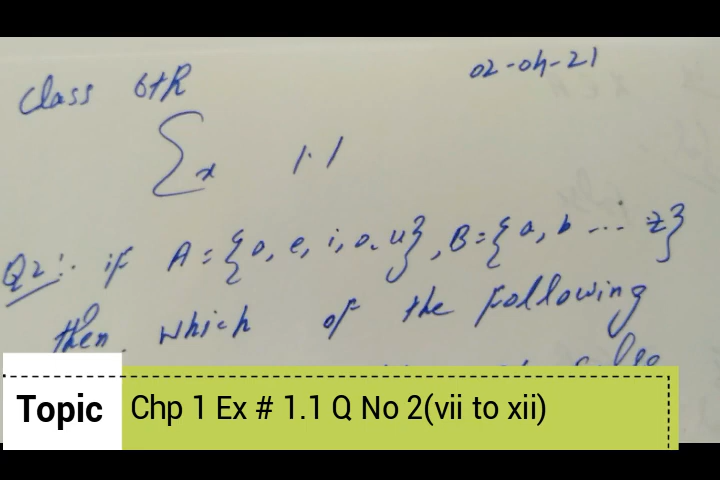 Class 6th
02-04-21
Ex 1.1
Q2:. if A = {a, e, i, o, u}, B = {a, b ... z}
then which of the following
false
Topic Chp 1 Ex # 1.1 Q No 2(vii to xii)